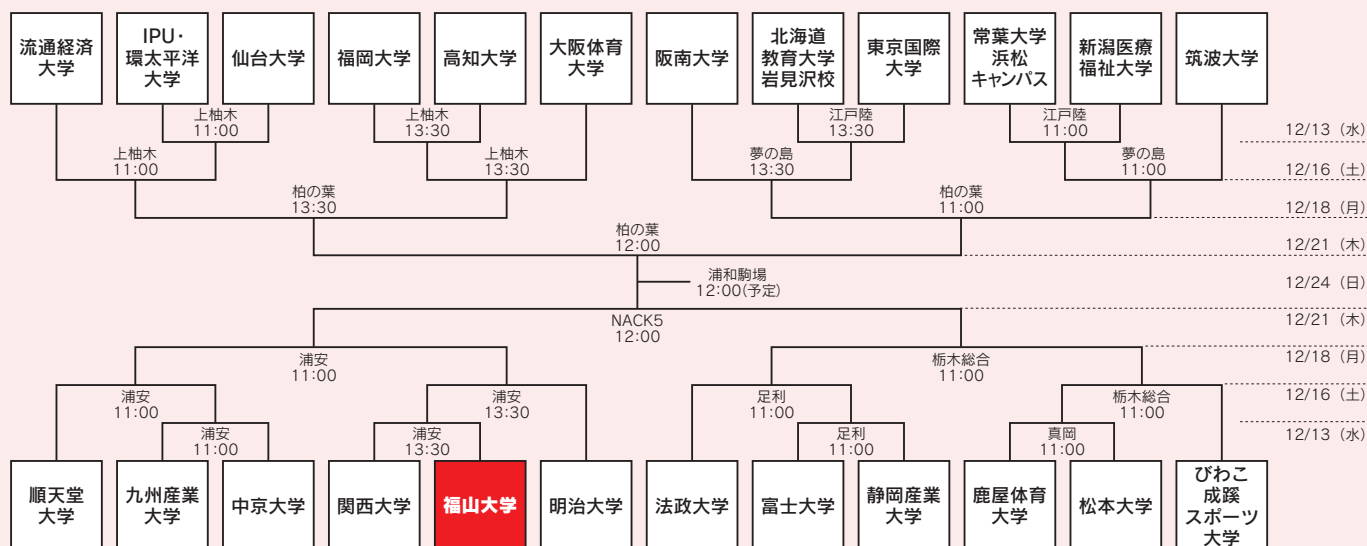 流通経済
大学
IPU・
環太平洋
大学
仙台大学
福岡大学
高知大学
大阪体育
大学
阪南大学
北海道
教育大学
岩見沢校
東京国際
大学
常葉大学
浜松
キャンパス
新潟医療
福祉大学
筑波大学
上柚木
11:00
上柚木
13:30
江戸陸
13:30
江戸陸
11:00
12/13（水）
上柚木
11:00
上柚木
13:30
夢の島
13:30
夢の島
11:00
12/16（土）
柏の葉
13:30
柏の葉
11:00
12/18（月）
柏の葉
12:00
12/21（木）
浦和駒場
12:00(予定)
12/24（日）
NACK5
12:00
12/21（木）
浦安
11:00
栃木総合
11:00
12/18（月）
浦安
11:00
浦安
13:30
足利
11:00
栃木総合
11:00
12/16（土）
浦安
11:00
浦安
13:30
足利
11:00
真岡
11:00
12/13（水）
順天堂
大学
九州産業
大学
中京大学
関西大学
福山大学
明治大学
法政大学
富士大学
静岡産業
大学
鹿屋体育
大学
松本大学
びわこ
成蹊
スポーツ
大学